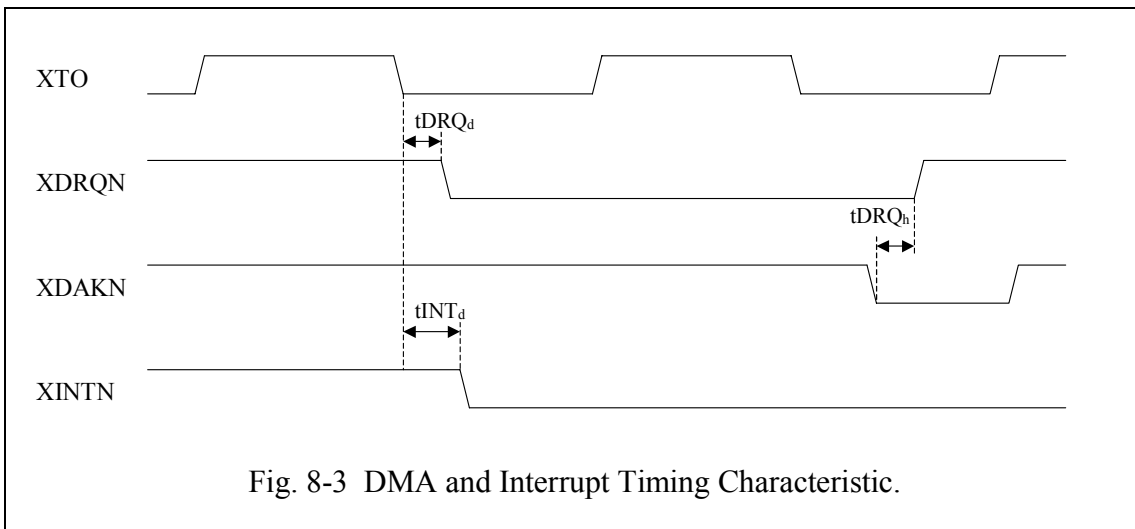 XTO
tDRQd
XDRQN
tDRQh
XDAKN
tINTd
XINTN
Fig. 8-3 DMA and Interrupt Timing Characteristic.